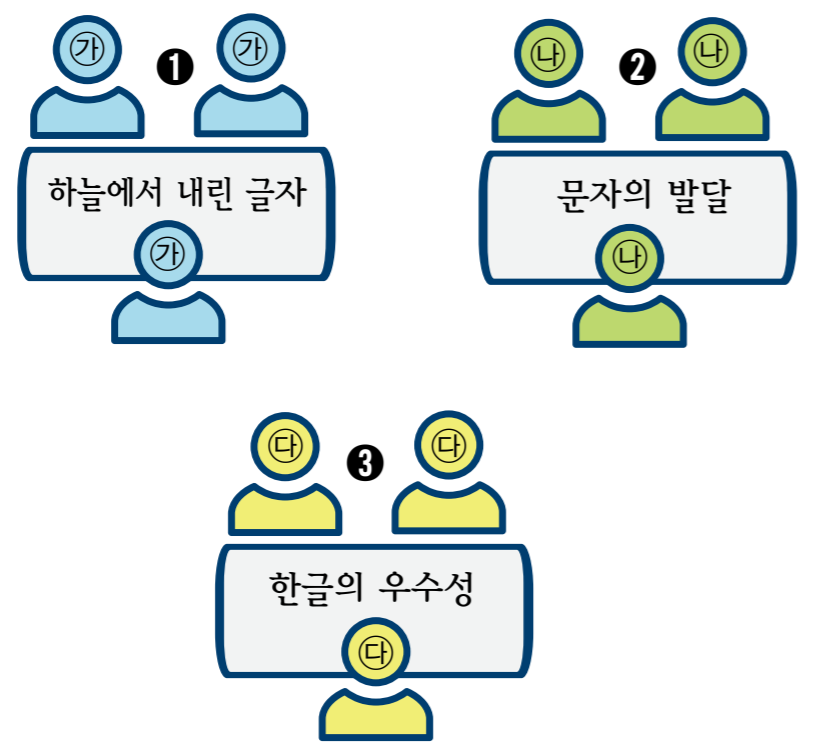 ㉮ ❶ ㉮
하늘에서 내린 글자
㉮
㉯ ❷ ㉯
문자의 발달
㉯
㉰ ❸ ㉰
한글의 우수성
㉰